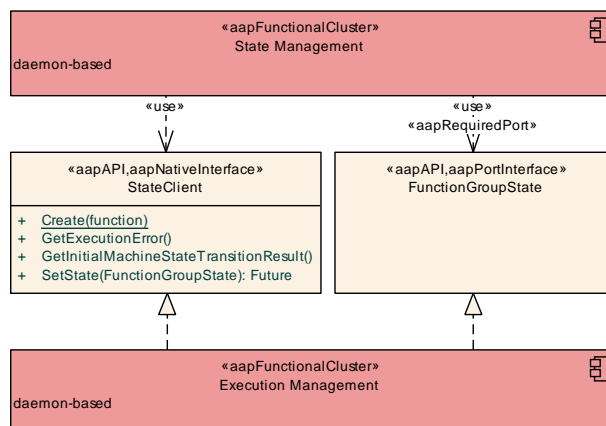 «aapFunctionalCluster»
State Management
daemon-based
«use»
«use»
«aapRequiredPort»
«aapAPI,aapNativeInterface»
StateClient
«aapAPI,aapPortInterface»
FunctionGroupState
+ Create(function)
+ GetExecutionError()
+ GetInitialMachineStateTransitionResult()
+ SetState(FunctionGroupState): Future
«aapFunctionalCluster»
Execution Management
daemon-based